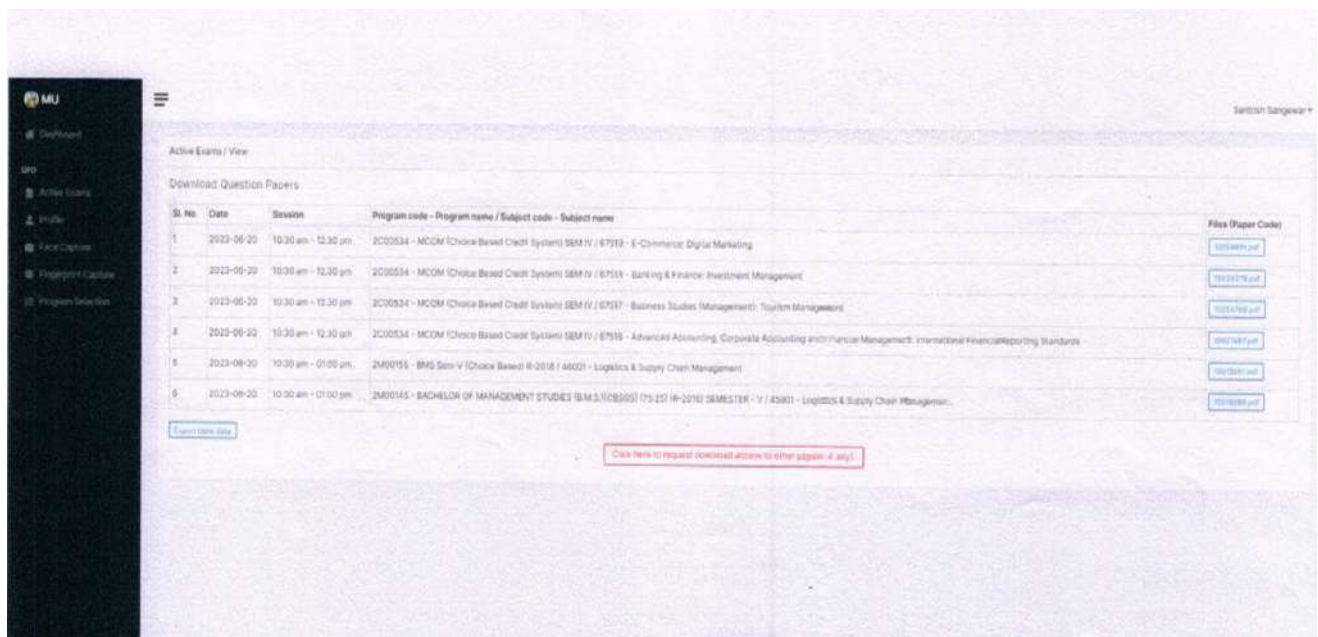 MU
Santosh Sangewar
Dashboard
Active Exams / View
Active Exams
Download Question Papers
Profile
Face Capture
Fingerprint Capture
Program Selection
Sl. No. Date Session Program code - Program name / Subject code - Subject name Files (Paper Code)
1 2023-06-20 10:30 am - 12:30 pm 2C00534 - MCOM (Choice Based Credit System) SEM IV / 67519 - E-Commerce: Digital Marketing
2 2023-06-20 10:30 am - 12:30 pm 2C00534 - MCOM (Choice Based Credit System) SEM IV / - Banking & Finance: Investment Management
3 2023-06-20 10:30 am - 12:30 pm 2C00534 - MCOM (Choice Based Credit System) SEM IV / 67517 - Business Studies (Management): Tourism Management
4 2023-06-20 10:30 am - 12:30 pm 2C00534 - MCOM (Choice Based Credit System) SEM IV / - Advanced Accounting, Corporate Accounting and Financial Management: International FinancialReporting Standards
5 2023-06-20 10:30 am - 01:00 pm 2M00155 - BMS Sem-V (Choice Based) R-2018 / 46001 - Logistics & Supply Chain Management
6 2023-06-20 10:30 am - 01:00 pm 2M00145 - BACHELOR OF MANAGEMENT STUDIES (B.M.S.)(CBSGS) (75:25) (R-2016) SEMESTER - V / - Logistics & Supply Chain Management
Export table data
Click here to request download access to other papers (if any).